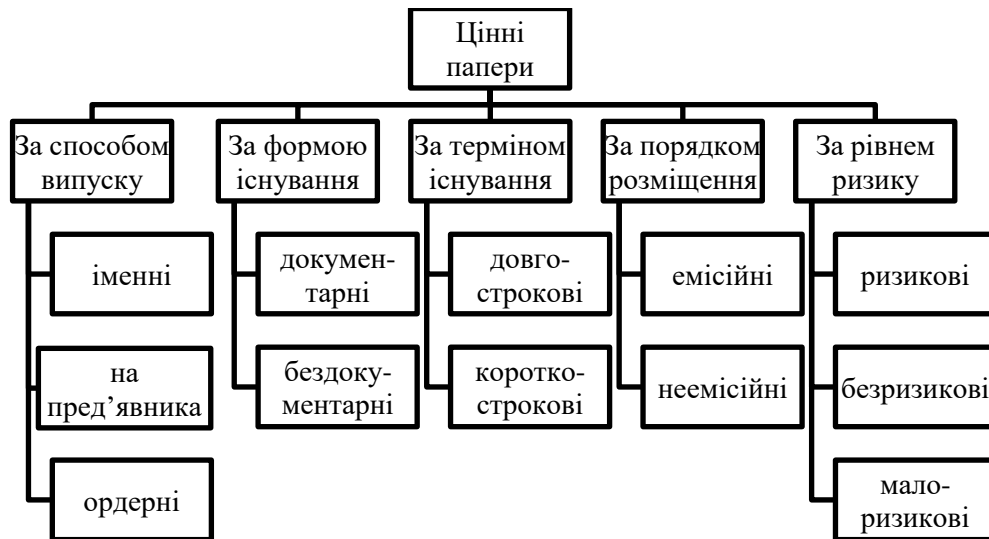 Цінні
папери
За способом
випуску
За формою
існування
За терміном
існування
За порядком
розміщення
За рівнем
ризику
іменні
на
пред’явника
ордерні
докумен-
тарні
бездоку-
ментарні
довго-
строкові
коротко-
строкові
емісійні
неемісійні
ризикові
безризикові
мало-
ризикові